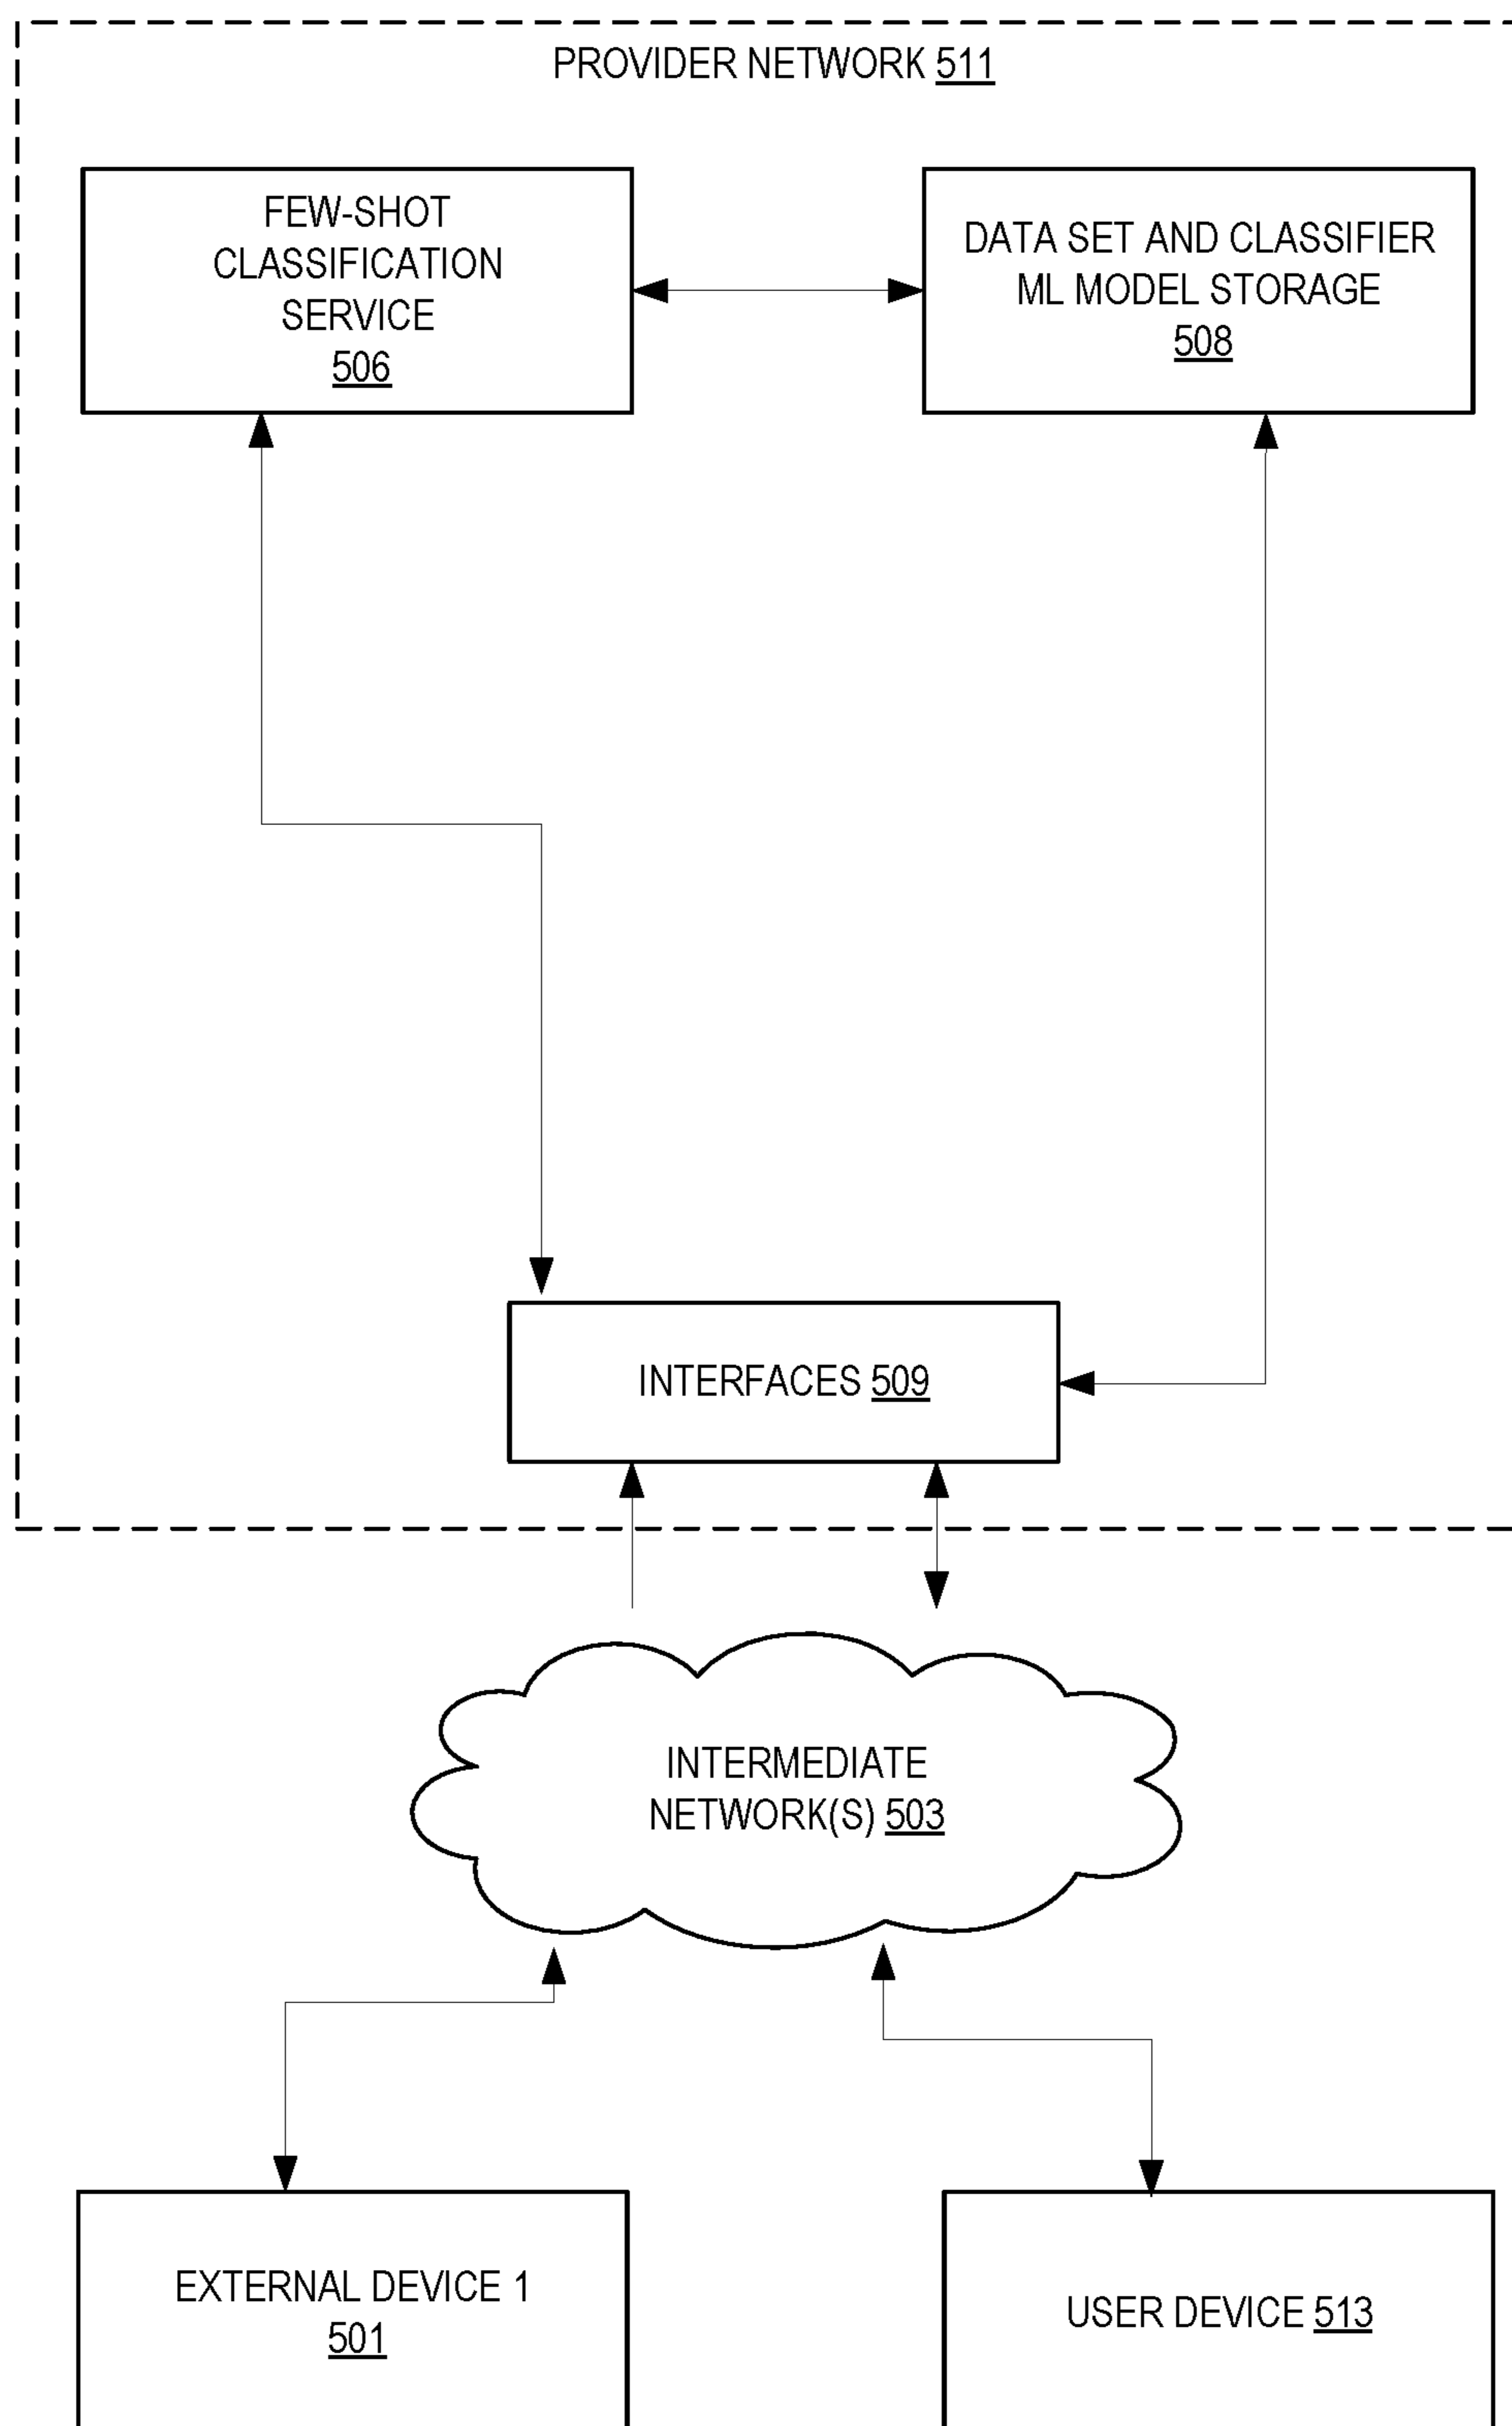 PROVIDER NETWORK 511
FEW-SHOT
CLASSIFICATION
SERVICE
506
DATA SET AND CLASSIFIER
ML MODEL STORAGE
508
INTERFACES 509
INTERMEDIATE
NETWORK(S) 503
EXTERNAL DEVICE 1
501
USER DEVICE 513